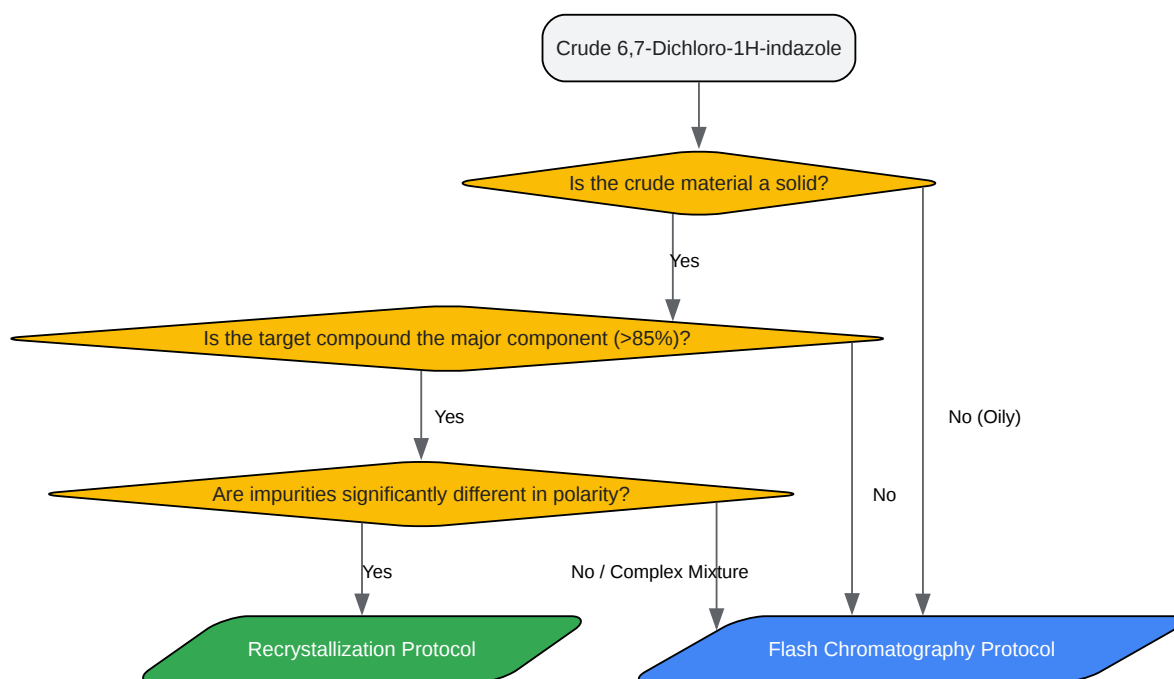 Crude 6,7-Dichloro-1H-indazole
Is the crude material a solid?
Yes
Is the target compound the major component (>85%)?
Yes
No (Oily)
Are impurities significantly different in polarity?
No
Yes
No / Complex Mixture
Recrystallization Protocol
Flash Chromatography Protocol